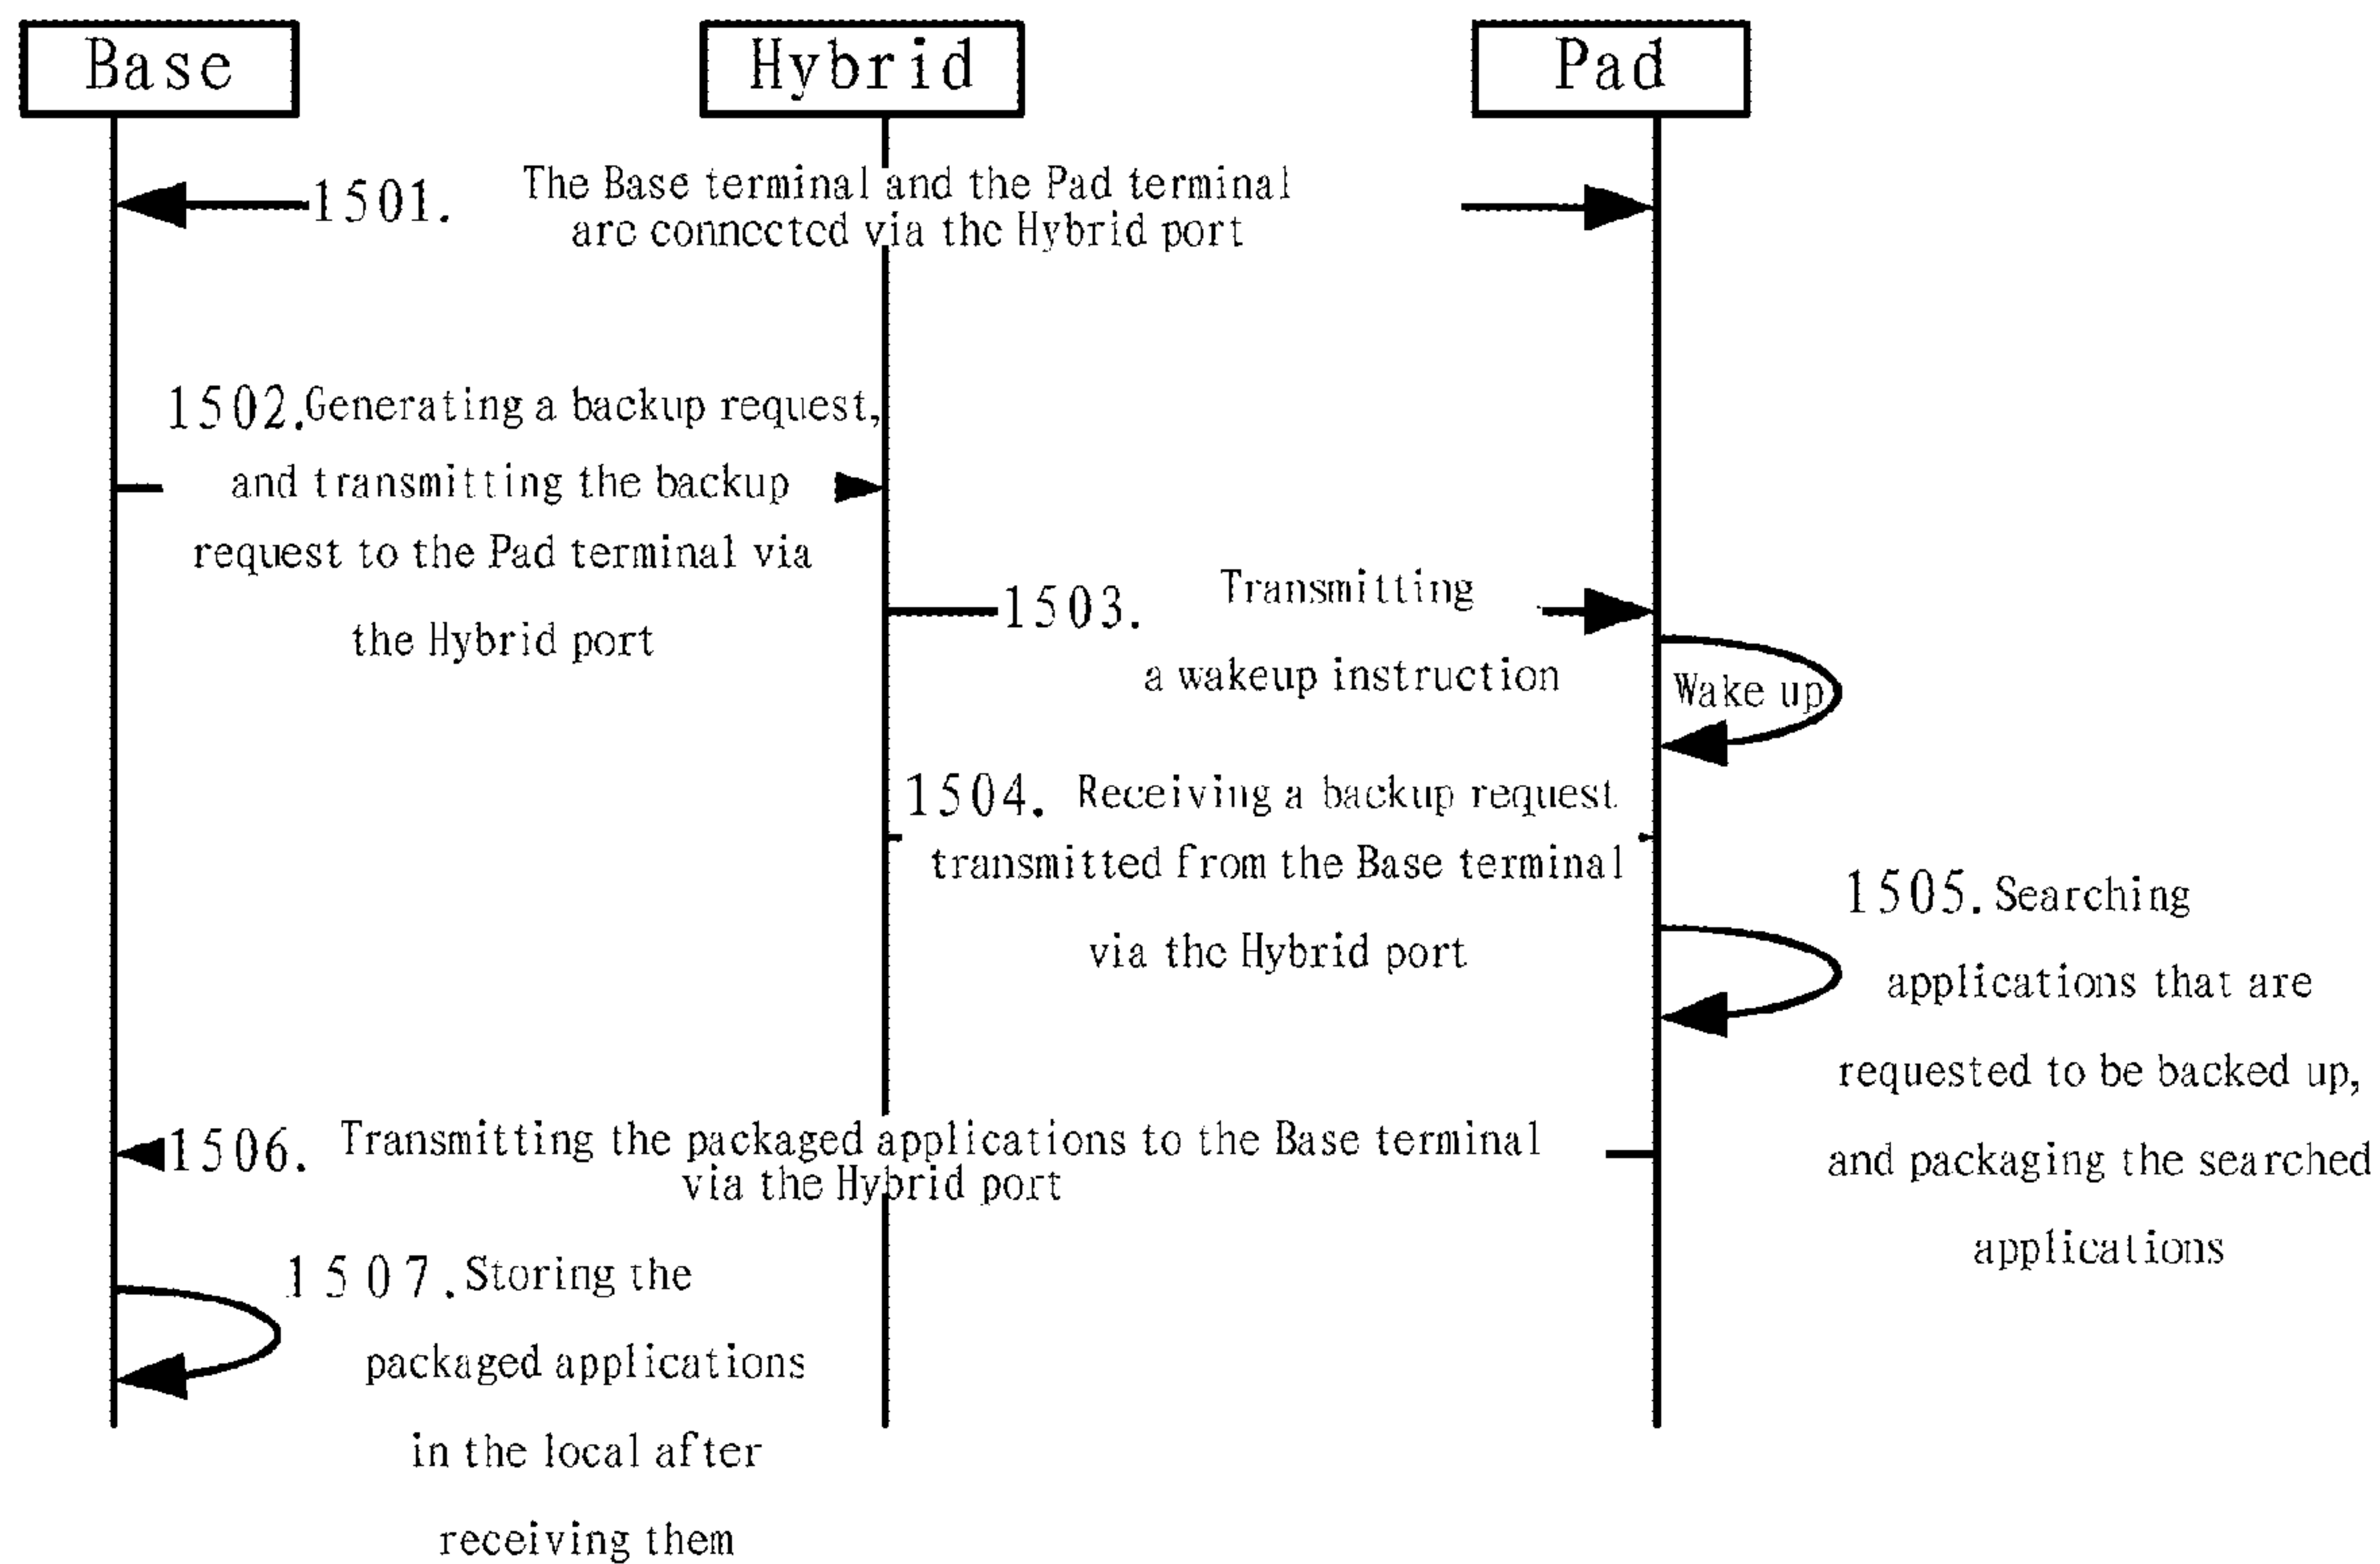 Base
Hybrid
Pad
1501. The Base terminal and the Pad terminal
are connected via the Hybrid port
1502. Generating a backup request,
and transmitting the backup
request to the Pad terminal via
the Hybrid port
1503. Transmitting
a wakeup instruction
Wake up
1504. Receiving a backup request
transmitted from the Base terminal
via the Hybrid port
1505. Searching
applications that are
requested to be backed up,
and packaging the searched
applications
1506. Transmitting the packaged applications to the Base terminal
via the Hybrid port
1507. Storing the
packaged applications
in the local after
receiving them